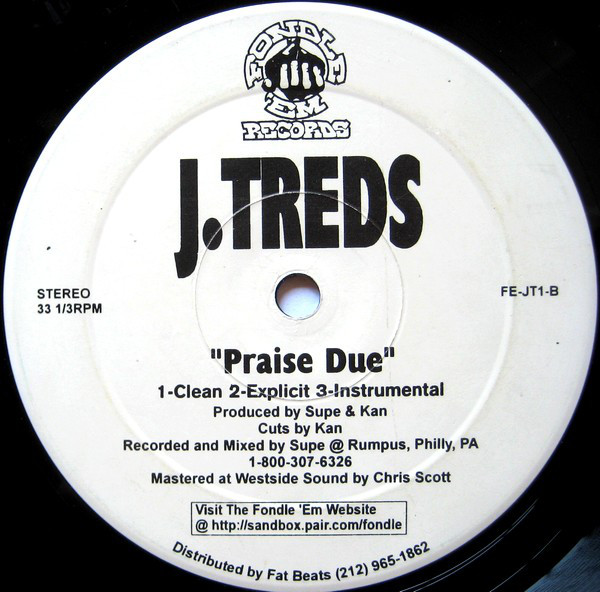 FONDLE
'EM
RECORDS
J.TREDS
STEREO
33 1/3RPM
FE-JT1-B
"Praise Due"
1-Clean 2-Explicit 3-Instrumental
Produced by Supe & Kan
Cuts by Kan
Recorded and Mixed by Supe @ Rumpus, Philly, PA
1-800-307-6326
Mastered at Westside Sound by Chris Scott
Visit The Fondle 'Em Website
@ http://sandbox.pair.com/fondle
Distributed by Fat Beats (212) 965-1862